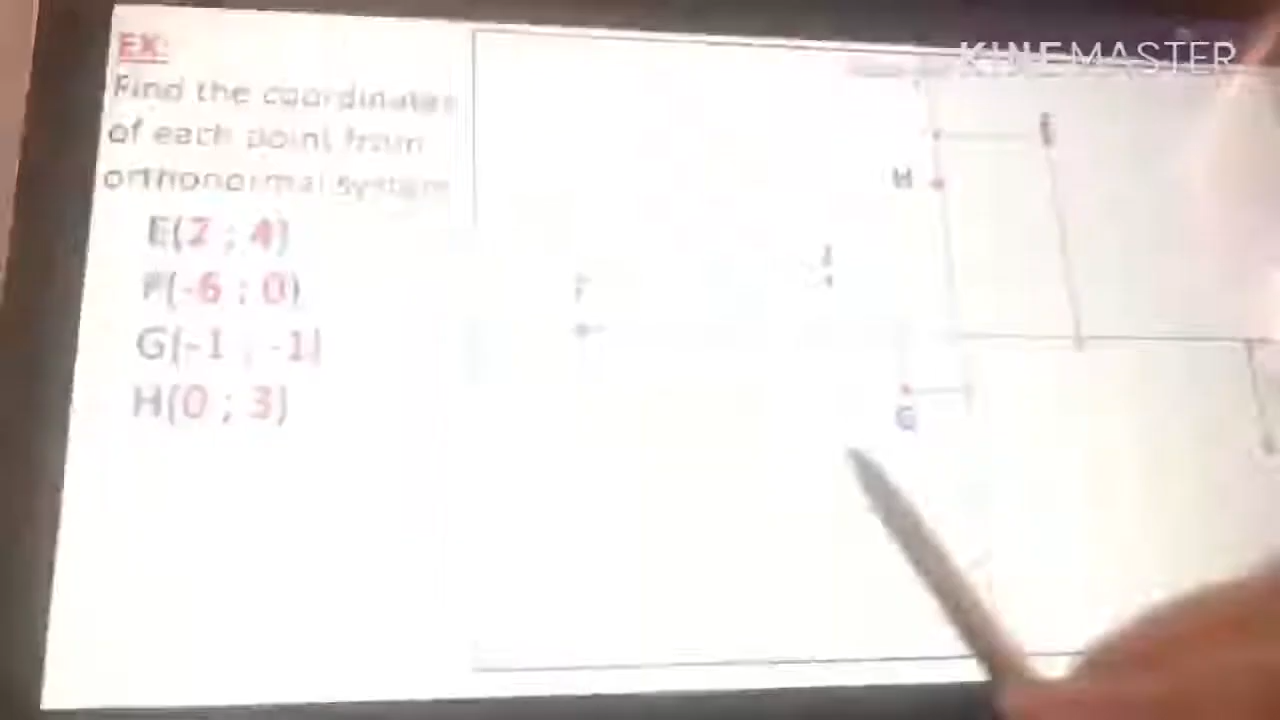 KINEMASTER
EX:
Find the coordinates
of each point from
orthonormal system
E(2 ; 4)
F(-6 ; 0)
G(-1 ; -1)
H(0 ; 3)
E
H
F
G